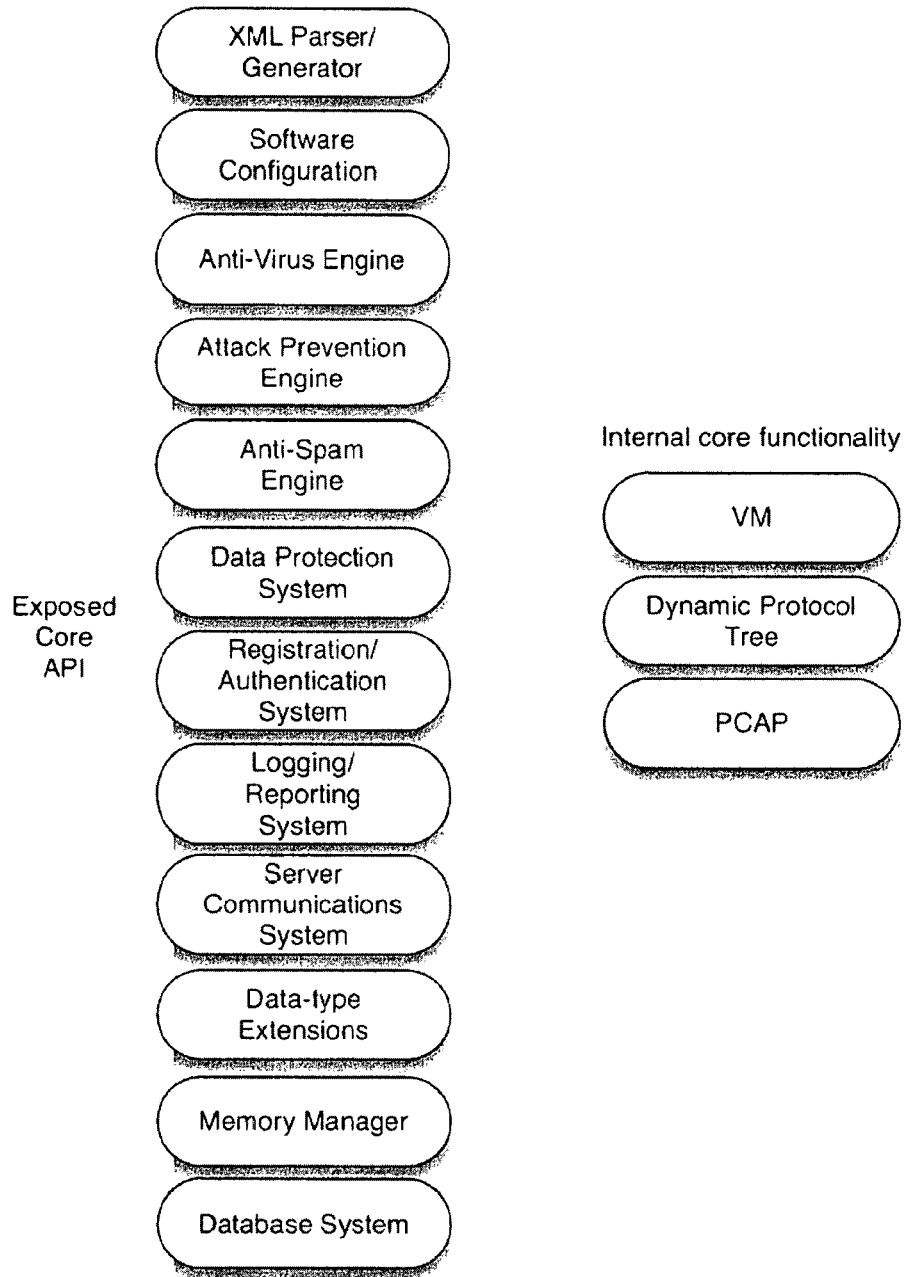 XML Parser/
Generator
Software
Configuration
Anti-Virus Engine
Attack Prevention
Engine
Anti-Spam
Engine
Data Protection
System
Exposed
Core
API
Registration/
Authentication
System
Logging/
Reporting
System
Server
Communications
System
Data-type
Extensions
Memory Manager
Database System
Internal core functionality
VM
Dynamic Protocol
Tree
PCAP